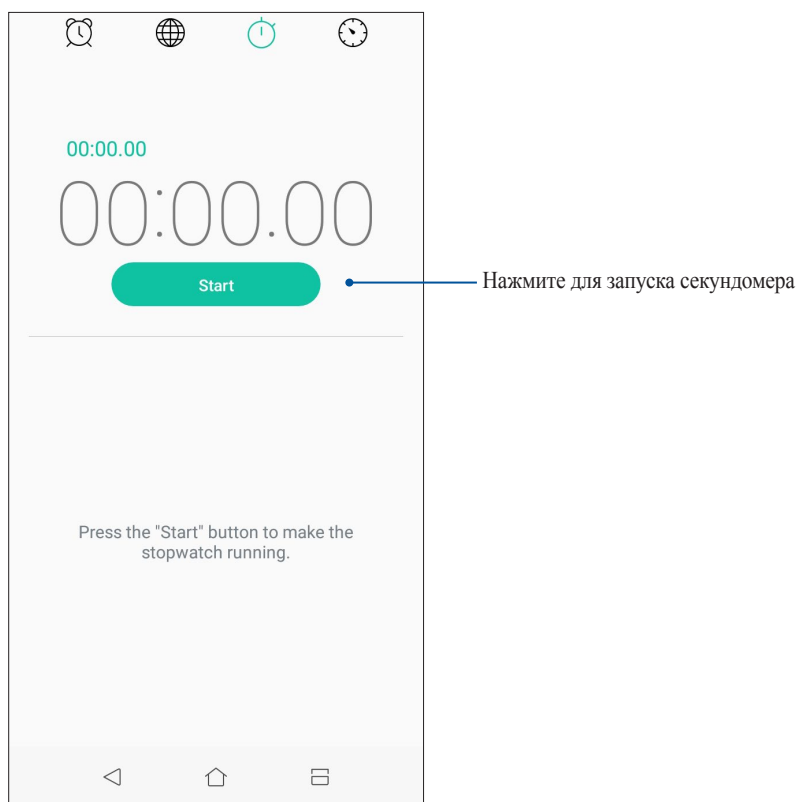 00:00.00
00:00.00
Start
Нажмите для запуска секундомера
Press the "Start" button to make the
stopwatch running.